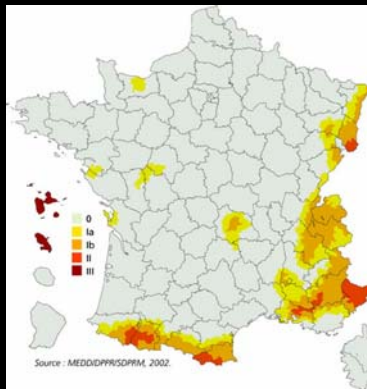 0
Ia
Ib
II
III
Source : MEDD/DPPR/SDPRM, 2002.